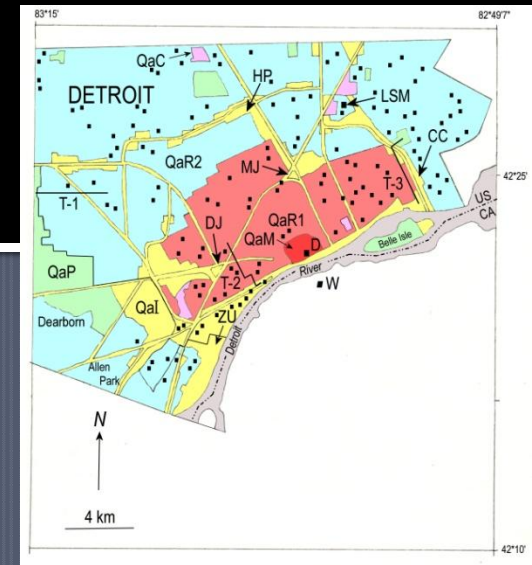 83°15'
82°49'7"
QaC
HP
DETROIT
LSM
CC
QaR2
MJ
42°25'
T-1
T-3
DJ
QaR1
US
CA
QaM
D
Belle Isle
QaP
T-2
River
W
QaI
ZU
Dearborn
Detroit
Allen
Park
N
4 km
42°10'